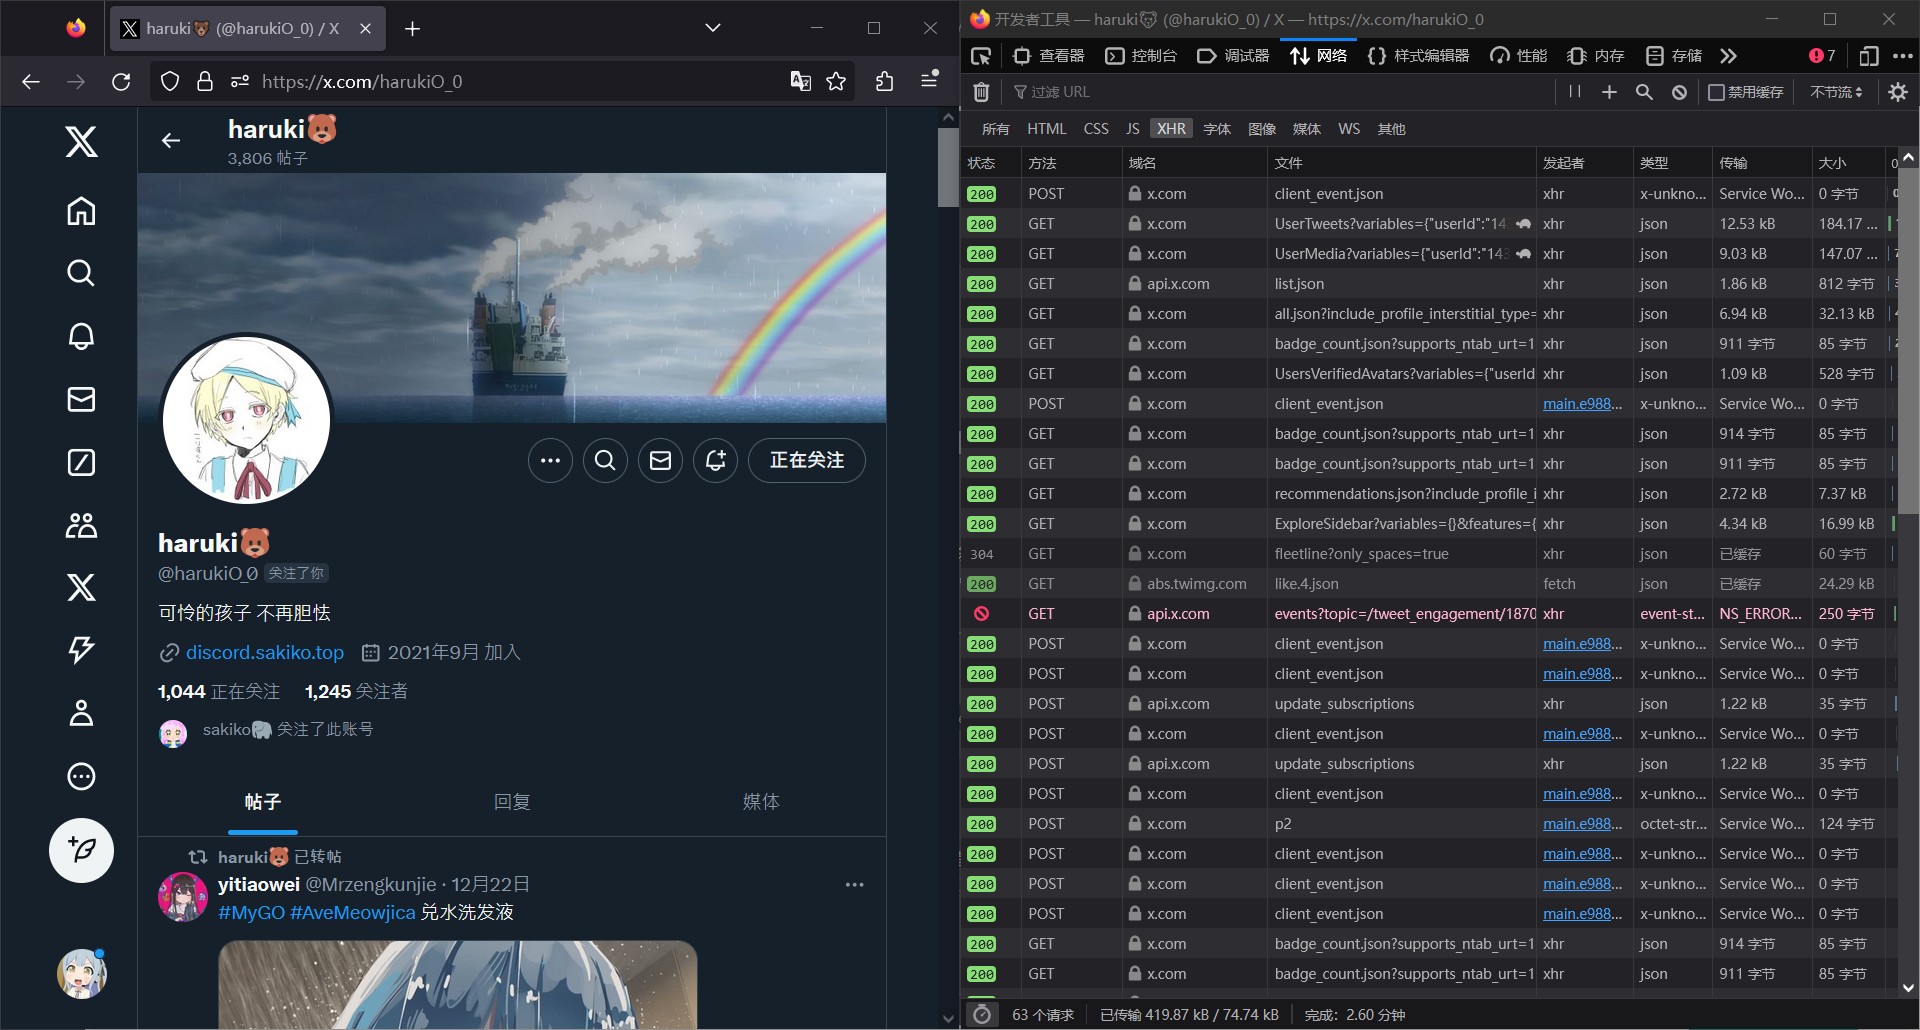 haruki🐻 (@harukiO_0) / X
https://x.com/harukiO_0
haruki🐻
3,806 帖子
正在关注
haruki🐻
@harukiO_0 关注了你
可怜的孩子 不再胆怯
discord.sakiko.top 2021年9月 加入
1,044 正在关注 1,245 关注者
sakiko🐘 关注了此账号
帖子 回复 媒体
haruki🐻 已转帖
yitiaowei @Mrzengkunjie · 12月22日
#MyGO #AveMeowjica 兑水洗发液
开发者工具 — haruki🐻 (@harukiO_0) / X — https://x.com/harukiO_0
查看器 控制台 调试器 网络 样式编辑器 性能 内存 存储 7
过滤 URL 禁用缓存 不节流
所有 HTML CSS JS XHR 字体 图像 媒体 WS 其他
状态 方法 域名 文件 发起者 类型 传输 大小
200 POST x.com client_event.json xhr x-unkno... Service Wo... 0 字节
200 GET x.com UserTweets?variables={"userId":"14 xhr json 12.53 kB 184.17 ...
200 GET x.com UserMedia?variables={"userId":"143 xhr json 9.03 kB 147.07 ...
200 GET api.x.com list.json xhr json 1.86 kB 812 字节
200 GET x.com all.json?include_profile_interstitial_type= xhr json 6.94 kB 32.13 kB
200 GET x.com badge_count.json?supports_ntab_urt=1 xhr json 911 字节 85 字节
200 GET x.com UsersVerifiedAvatars?variables={"userId xhr json 1.09 kB 528 字节
200 POST x.com client_event.json main.e988... x-unkno... Service Wo... 0 字节
200 GET x.com badge_count.json?supports_ntab_urt=1 xhr json 914 字节 85 字节
200 GET x.com badge_count.json?supports_ntab_urt=1 xhr json 911 字节 85 字节
200 GET x.com recommendations.json?include_profile_i xhr json 2.72 kB 7.37 kB
200 GET x.com ExploreSidebar?variables={}&features={ xhr json 4.34 kB 16.99 kB
304 GET x.com fleetline?only_spaces=true xhr json 已缓存 60 字节
200 GET abs.twimg.com like.4.json fetch json 已缓存 24.29 kB
GET api.x.com events?topic=/tweet_engagement/1870 xhr event-st... NS_ERROR... 250 字节
200 POST x.com client_event.json main.e988... x-unkno... Service Wo... 0 字节
200 POST x.com client_event.json main.e988... x-unkno... Service Wo... 0 字节
200 POST api.x.com update_subscriptions xhr json 1.22 kB 35 字节
200 POST x.com client_event.json main.e988... x-unkno... Service Wo... 0 字节
200 POST api.x.com update_subscriptions xhr json 1.22 kB 35 字节
200 POST x.com client_event.json main.e988... x-unkno... Service Wo... 0 字节
200 POST x.com p2 main.e988... octet-str... Service Wo... 124 字节
200 POST x.com client_event.json main.e988... x-unkno... Service Wo... 0 字节
200 POST x.com client_event.json main.e988... x-unkno... Service Wo... 0 字节
200 POST x.com client_event.json main.e988... x-unkno... Service Wo... 0 字节
200 GET x.com badge_count.json?supports_ntab_urt=1 xhr json 914 字节 85 字节
200 GET x.com badge_count.json?supports_ntab_urt=1 xhr json 911 字节 85 字节
63 个请求 已传输 419.87 kB / 74.74 kB 完成：2.60 分钟